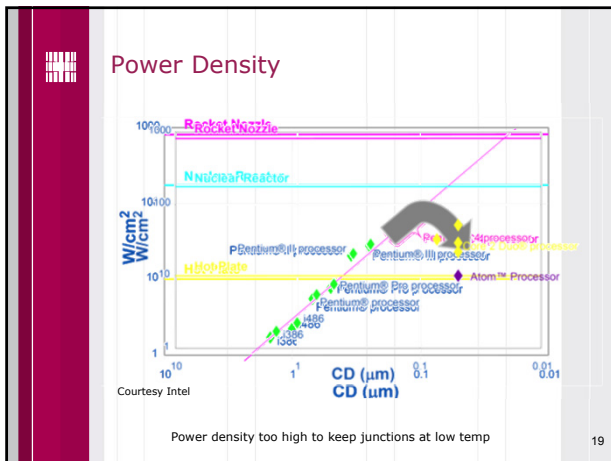 Power Density
1000
Rocket Nozzle
Nuclear Reactor
100
W/cm2
Hot Plate
10
1
Pentium® II processor
Pentium® III processor
Pentium® Pro processor
Pentium® processor
i486
i386
Atom™ Processor
10
1
0.1
0.01
CD (µm)
Courtesy Intel
Power density too high to keep junctions at low temp
19